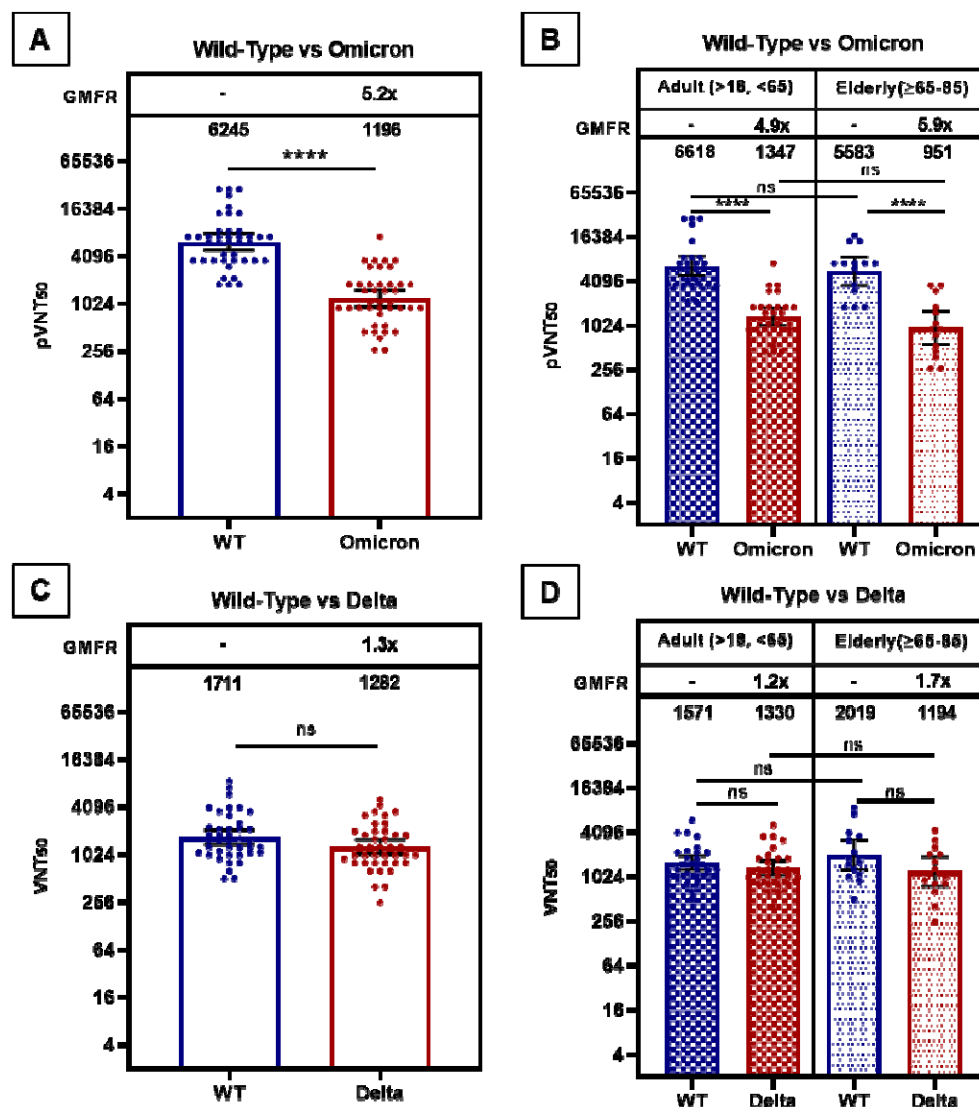 A
Wild-Type vs Omicron
GMFR - 5.2x
6245 1196
****
65536
16384
4096
1024
256
64
16
4
pVNT50
WT Omicron
B
Wild-Type vs Omicron
Adult (>18, <65) Elderly(≥65-85)
GMFR - 4.9x - 5.9x
6618 1347 5583 951
ns
ns
**** ****
65536
16384
4096
1024
256
64
16
4
pVNT50
WT Omicron WT Omicron
C
Wild-Type vs Delta
GMFR - 1.3x
1711 1282
ns
65536
16384
4096
1024
256
64
16
4
VNT50
WT Delta
D
Wild-Type vs Delta
Adult (>18, <65) Elderly(≥65-85)
GMFR - 1.2x - 1.7x
1571 1330 2019 1194
ns
ns
ns ns
65536
16384
4096
1024
256
64
16
4
VNT50
WT Delta WT Delta